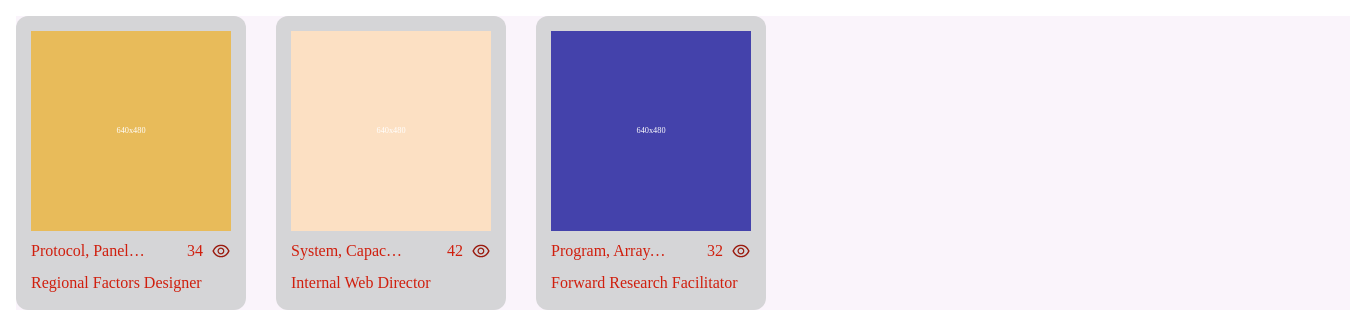 640x480
Protocol, Panel… 34
Regional Factors Designer
640x480
System, Capac… 42
Internal Web Director
640x480
Program, Array… 32
Forward Research Facilitator